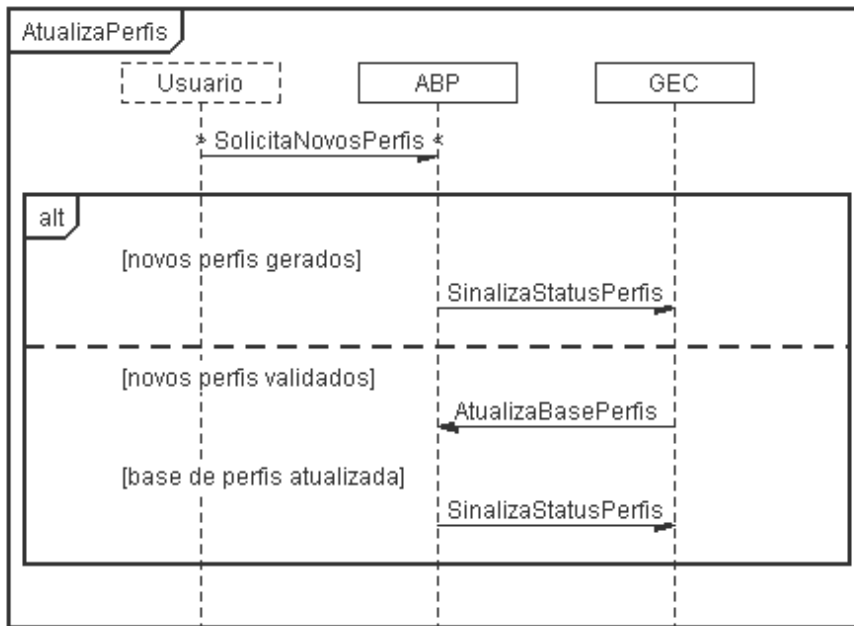 AtualizaPerfis
Usuario ABP GEC
* SolicitaNovosPerfis *
alt
[novos perfis gerados]
SinalizaStatusPerfis
[novos perfis validados]
AtualizaBasePerfis
[base de perfis atualizada]
SinalizaStatusPerfis